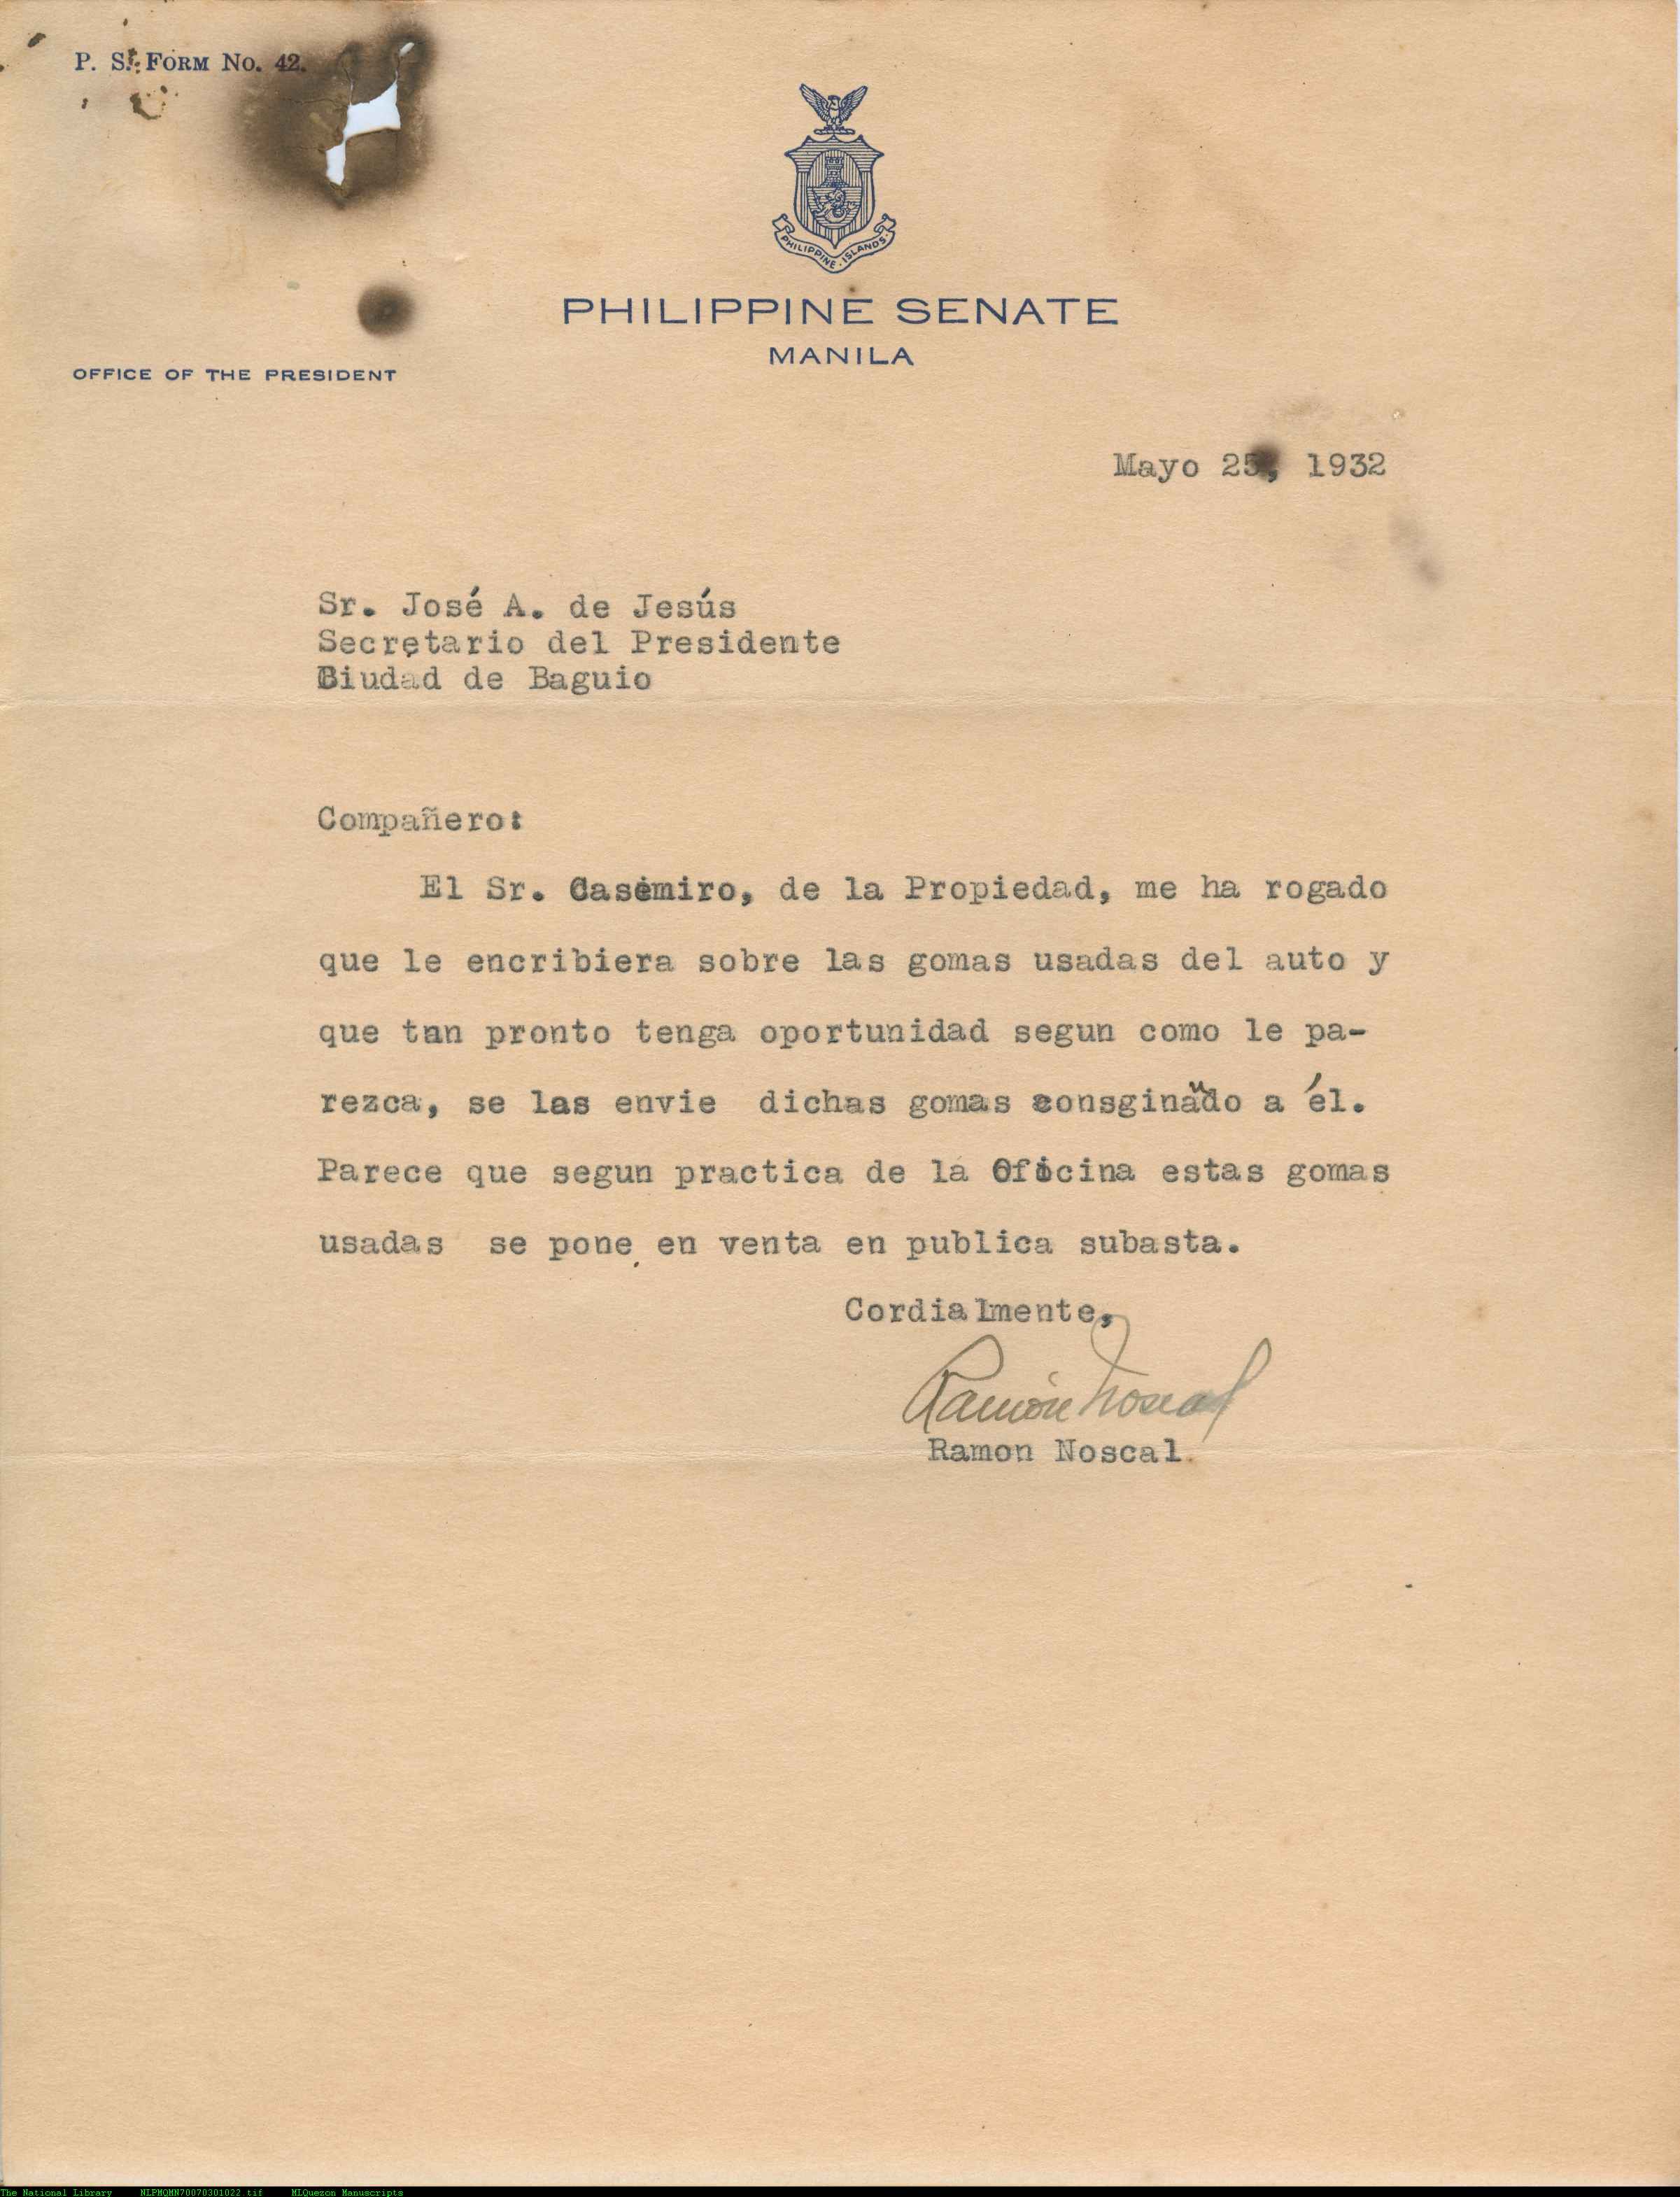 P. S. FORM No. 42.
PHILIPPINE ISLANDS
PHILIPPINE SENATE
MANILA
OFFICE OF THE PRESIDENT
Mayo 25, 1932
Sr. José A. de Jesús
Secretario del Presidente
Ciudad de Baguio
Compañero:
El Sr. Casimiro, de la Propiedad, me ha rogado
que le encribiera sobre las gomas usadas del auto y
que tan pronto tenga oportunidad segun como le pa-
rezca, se las envie dichas gomas consginando a él.
Parece que segun practica de la Oficina estas gomas
usadas se pone en venta en publica subasta.
Cordialmente,
Ramón Noscal
Ramon Noscal
The National Library NLPMQMN70070301022.tif MLQuezon Manuscripts